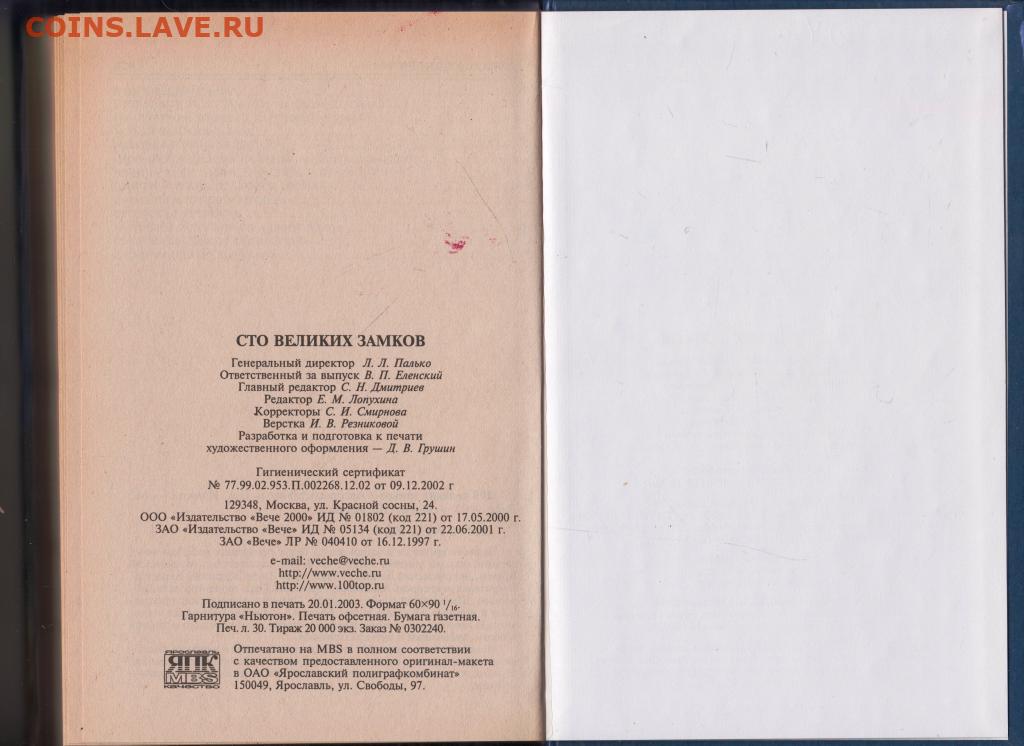 COINS.LAVE.RU
СТО ВЕЛИКИХ ЗАМКОВ
Генеральный директор Л. Л. Палько
Ответственный за выпуск В. П. Еленский
Главный редактор С. Н. Дмитриев
Редактор Е. М. Лопухина
Корректоры С. И. Смирнова
Верстка И. В. Резниковой
Разработка и подготовка к печати
художественного оформления — Д. В. Грушин
Гигиенический сертификат
№ 77.99.02.953.П.002268.12.02 от 09.12.2002 г
129348, Москва, ул. Красной сосны, 24.
ООО «Издательство «Вече 2000» ИД № 01802 (код 221) от 17.05.2000 г.
ЗАО «Издательство «Вече» ИД № 05134 (код 221) от 22.06.2001 г.
ЗАО «Вече» ЛР № 040410 от 16.12.1997 г.
e-mail: veche@veche.ru
http://www.veche.ru
http://www.100top.ru
Подписано в печать 20.01.2003. Формат 60×90 1/16.
Гарнитура «Ньютон». Печать офсетная. Бумага газетная.
Печ. л. 30. Тираж 20 000 экз. Заказ № 0302240.
ЯРОСЛАВЛЬ
ЯПК
MBS
КАЧЕСТВО
Отпечатано на MBS в полном соответствии
с качеством предоставленного оригинал-макета
в ОАО «Ярославский полиграфкомбинат»
150049, Ярославль, ул. Свободы, 97.